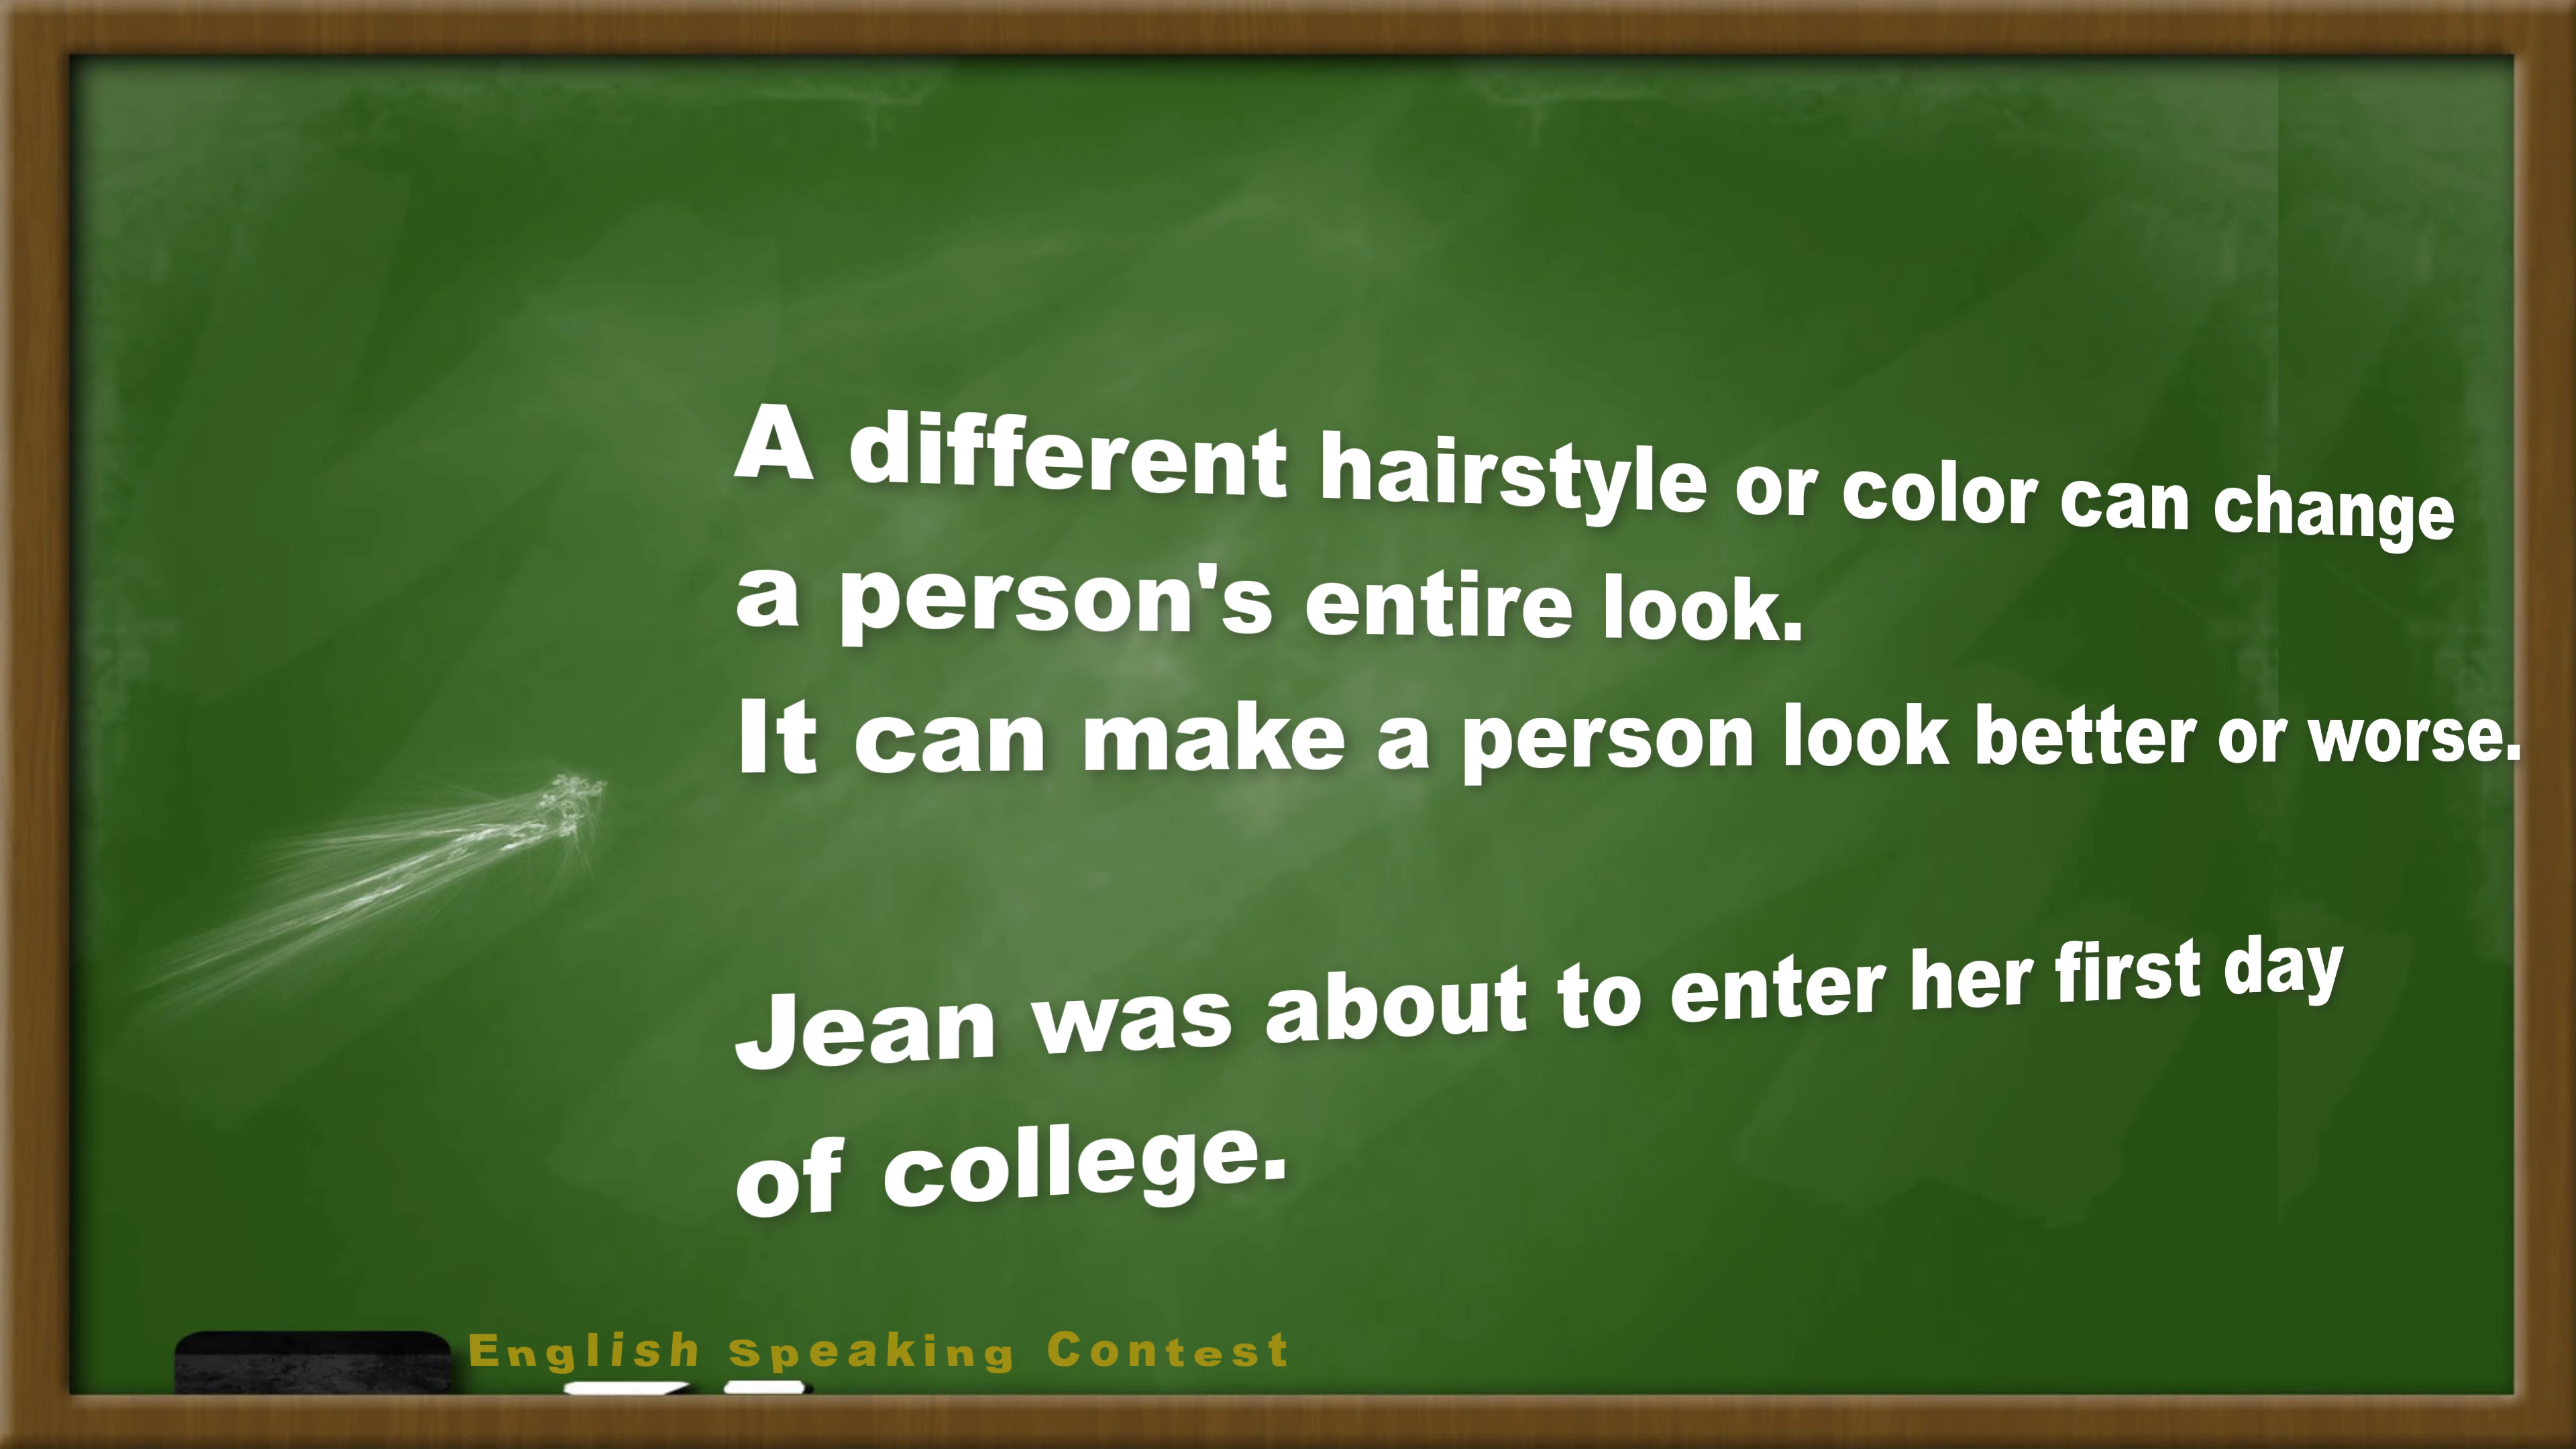 A different hairstyle or color can change
a person's entire look.
It can make a person look better or worse.
Jean was about to enter her first day
of college.
English speaking Contest